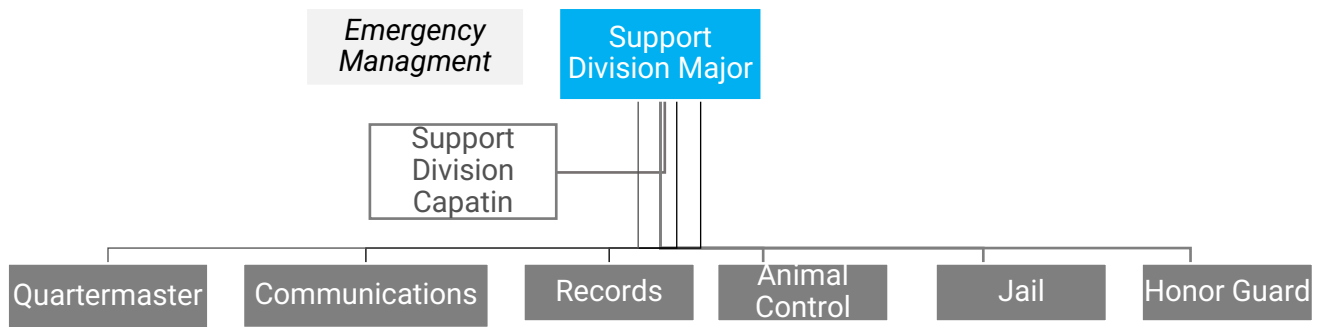 Emergency
Managment
Support
Division Major
Support
Division
Capatin
Quartermaster
Communications
Records
Animal
Control
Jail
Honor Guard